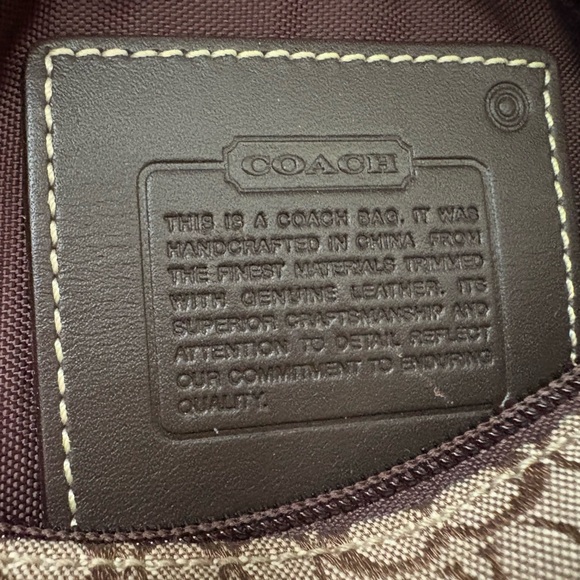 COACH
THIS IS A COACH BAG. IT WAS
HANDCRAFTED IN CHINA FROM
THE FINEST MATERIALS TRIMMED
WITH GENUINE LEATHER. ITS
SUPERIOR CRAFTSMANSHIP AND
ATTENTION TO DETAIL REFLECT
OUR COMMITMENT TO ENDURING
QUALITY.